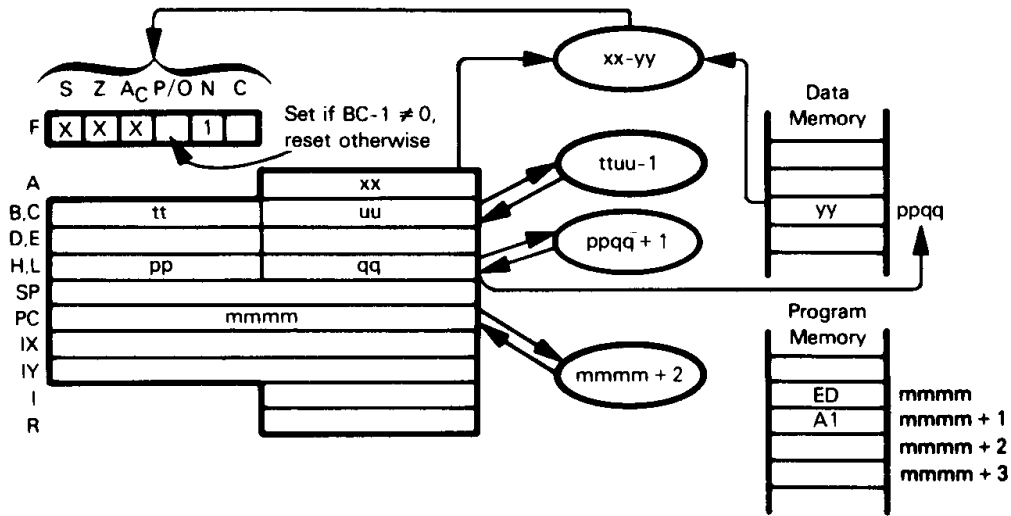 xx-yy
S Z AC P/O N C
F X X X 1
Set if BC-1 ≠ 0,
reset otherwise
Data
Memory
ttuu-1
A xx
B,C tt uu
yy ppqq
D,E
ppqq + 1
H,L pp qq
SP
PC mmmm
Program
Memory
IX
IY
mmmm + 2
I
R
ED mmmm
A1 mmmm + 1
mmmm + 2
mmmm + 3